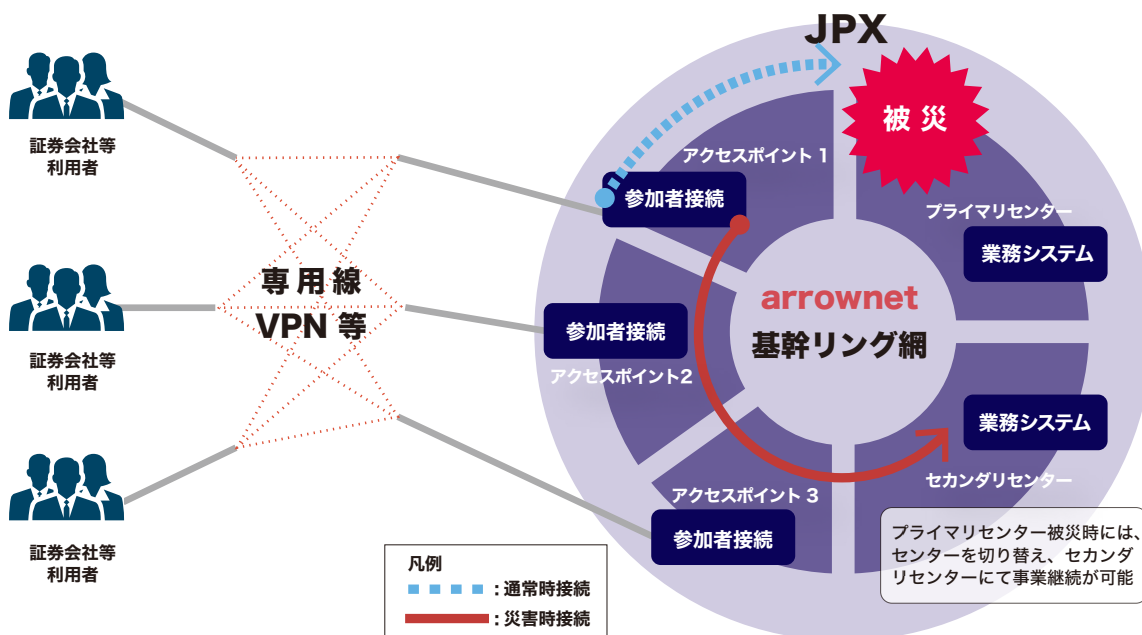 JPX
被 災
証券会社等
利用者
アクセスポイント 1
参加者接続
プライマリセンター
業務システム
専 用 線
VPN 等
arrownet
基幹リング網
証券会社等
利用者
参加者接続
アクセスポイント2
業務システム
セカンダリセンター
アクセスポイント 3
参加者接続
証券会社等
利用者
プライマリセンター被災時には、
センターを切り替え、セカンダ
リセンターにて事業継続が可能
凡例
: 通常時接続
: 災害時接続